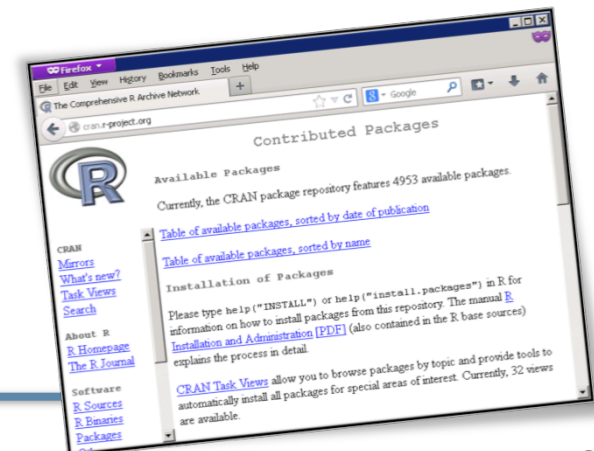 Firefox
File Edit View History Bookmarks Tools Help
The Comprehensive R Archive Network
cran.r-project.org
Google
R
Contributed Packages
Available Packages
Currently, the CRAN package repository features 4953 available packages.
Table of available packages, sorted by date of publication
Table of available packages, sorted by name
Installation of Packages
Please type help("INSTALL") or help("install.packages") in R for
information on how to install packages from this repository. The manual R
Installation and Administration [PDF] (also contained in the R base sources)
explains the process in detail.
CRAN Task Views allow you to browse packages by topic and provide tools to
automatically install all packages for special areas of interest. Currently, 32 views
are available.
CRAN
Mirrors
What's new?
Task Views
Search
About R
R Homepage
The R Journal
Software
R Sources
R Binaries
Packages